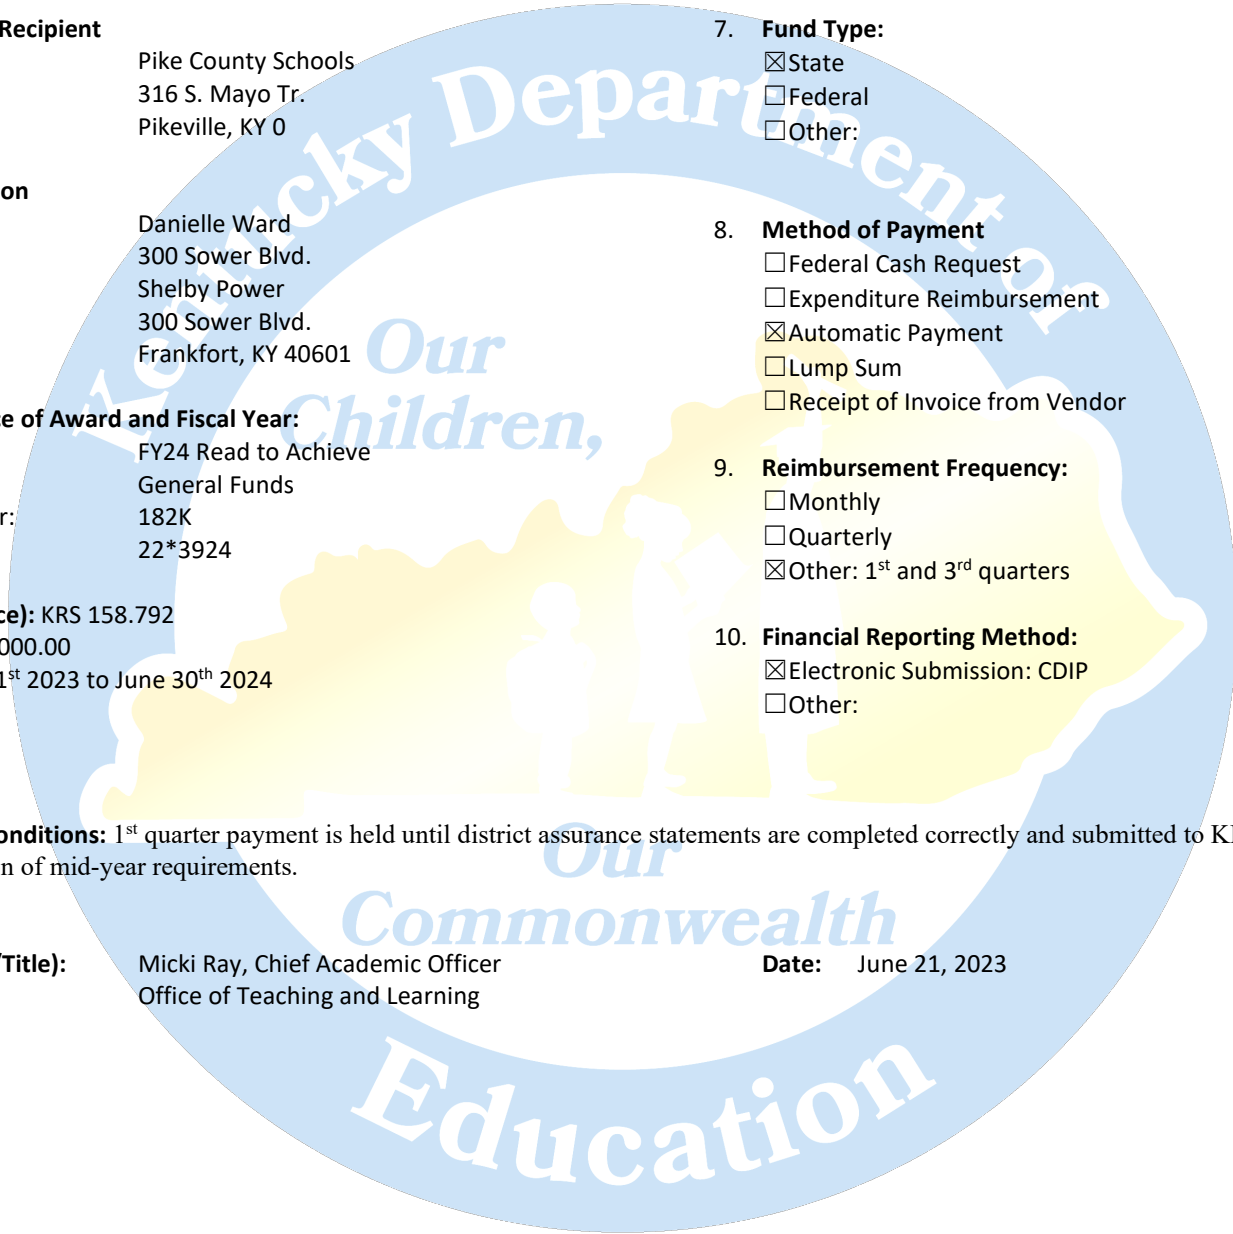 Recipient
Pike County Schools
316 S. Mayo Tr.
Pikeville, KY 0
on
Danielle Ward
300 Sower Blvd.
Shelby Power
300 Sower Blvd.
Frankfort, KY 40601
ce of Award and Fiscal Year:
FY24 Read to Achieve
General Funds
r: 182K
22*3924
ce): KRS 158.792
000.00
1st 2023 to June 30th 2024
7. Fund Type:
☒State
☐Federal
☐Other:
8. Method of Payment
☐Federal Cash Request
☐Expenditure Reimbursement
☒Automatic Payment
☐Lump Sum
☐Receipt of Invoice from Vendor
9. Reimbursement Frequency:
☐Monthly
☐Quarterly
☒Other: 1st and 3rd quarters
10. Financial Reporting Method:
☒Electronic Submission: CDIP
☐Other:
onditions: 1st quarter payment is held until district assurance statements are completed correctly and submitted to K
n of mid-year requirements.
/Title): Micki Ray, Chief Academic Officer
Office of Teaching and Learning
Date: June 21, 2023
Kentucky Department of
Education
Our
Children,
Our
Commonwealth